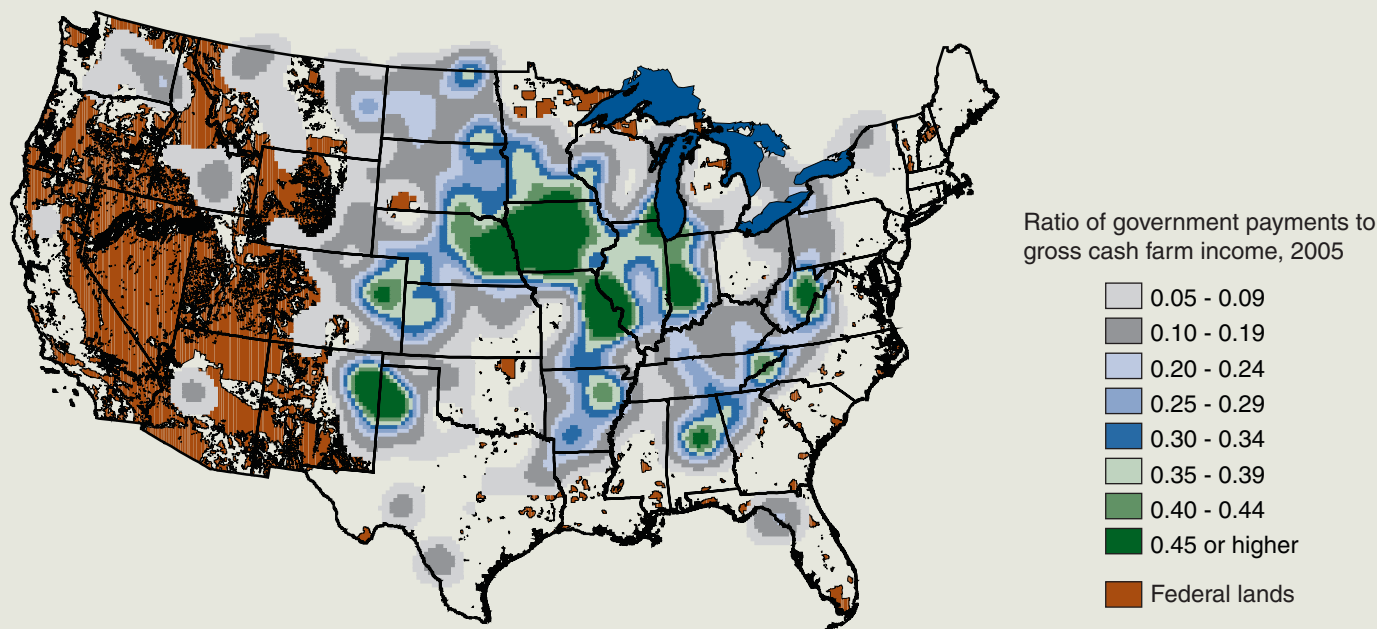 Ratio of government payments to
gross cash farm income, 2005
0.05 - 0.09
0.10 - 0.19
0.20 - 0.24
0.25 - 0.29
0.30 - 0.34
0.35 - 0.39
0.40 - 0.44
0.45 or higher
Federal lands